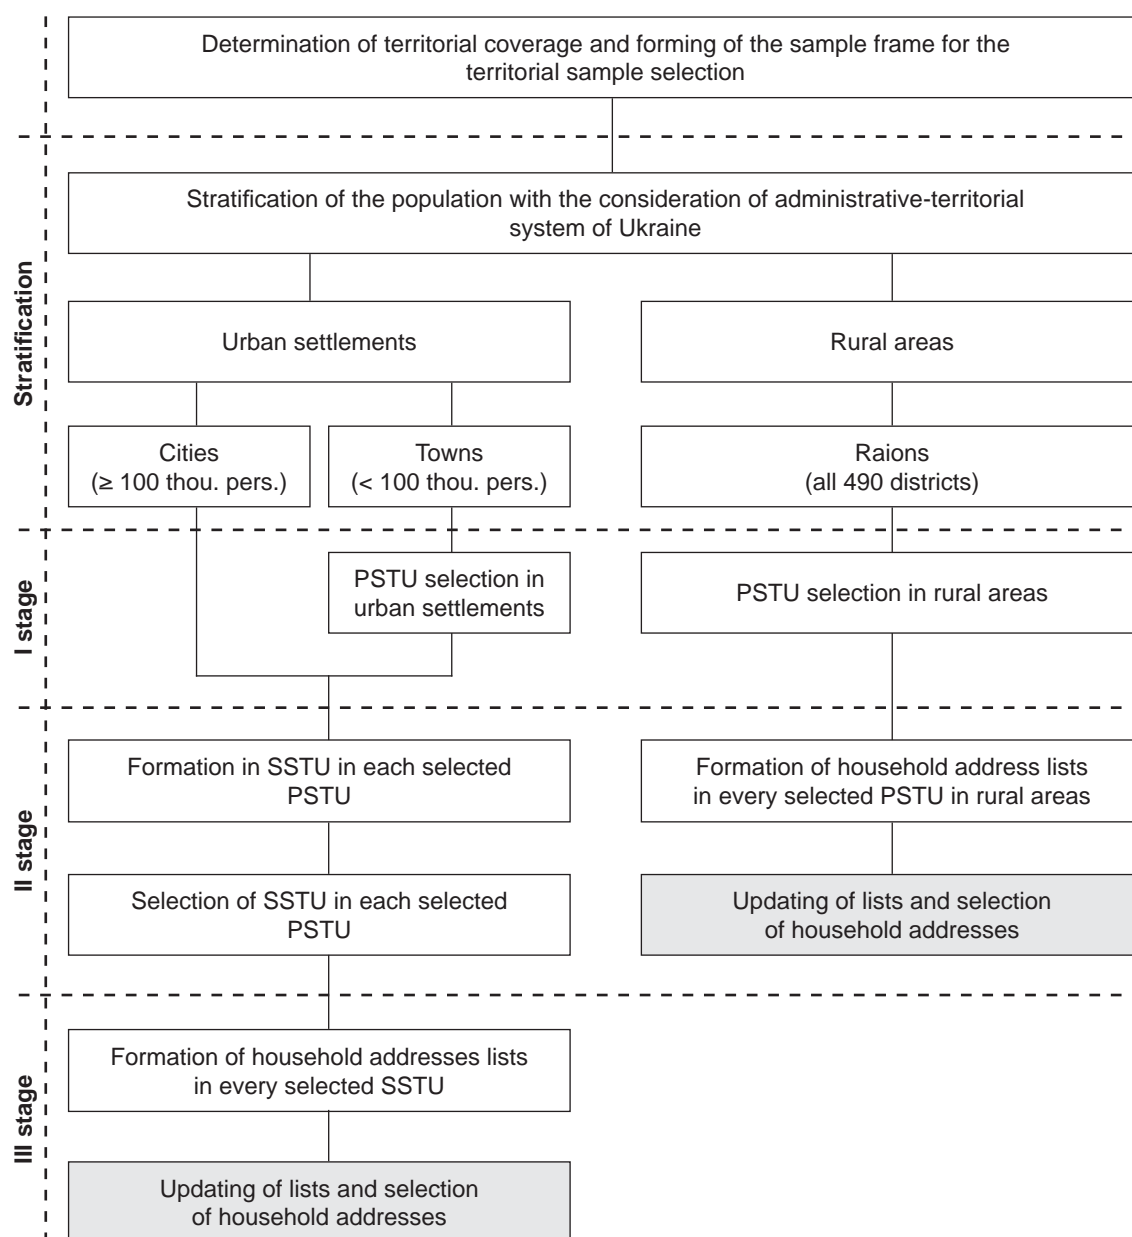 Determination of territorial coverage and forming of the sample frame for the
territorial sample selection
Stratification
Stratification of the population with the consideration of administrative-territorial
system of Ukraine
Urban settlements
Rural areas
Cities
(≥ 100 thou. pers.)
Towns
(< 100 thou. pers.)
Raions
(all 490 districts)
I stage
PSTU selection in
urban settlements
PSTU selection in rural areas
II stage
Formation in SSTU in each selected
PSTU
Formation of household address lists
in every selected PSTU in rural areas
Selection of SSTU in each selected
PSTU
Updating of lists and selection
of household addresses
III stage
Formation of household addresses lists
in every selected SSTU
Updating of lists and selection
of household addresses